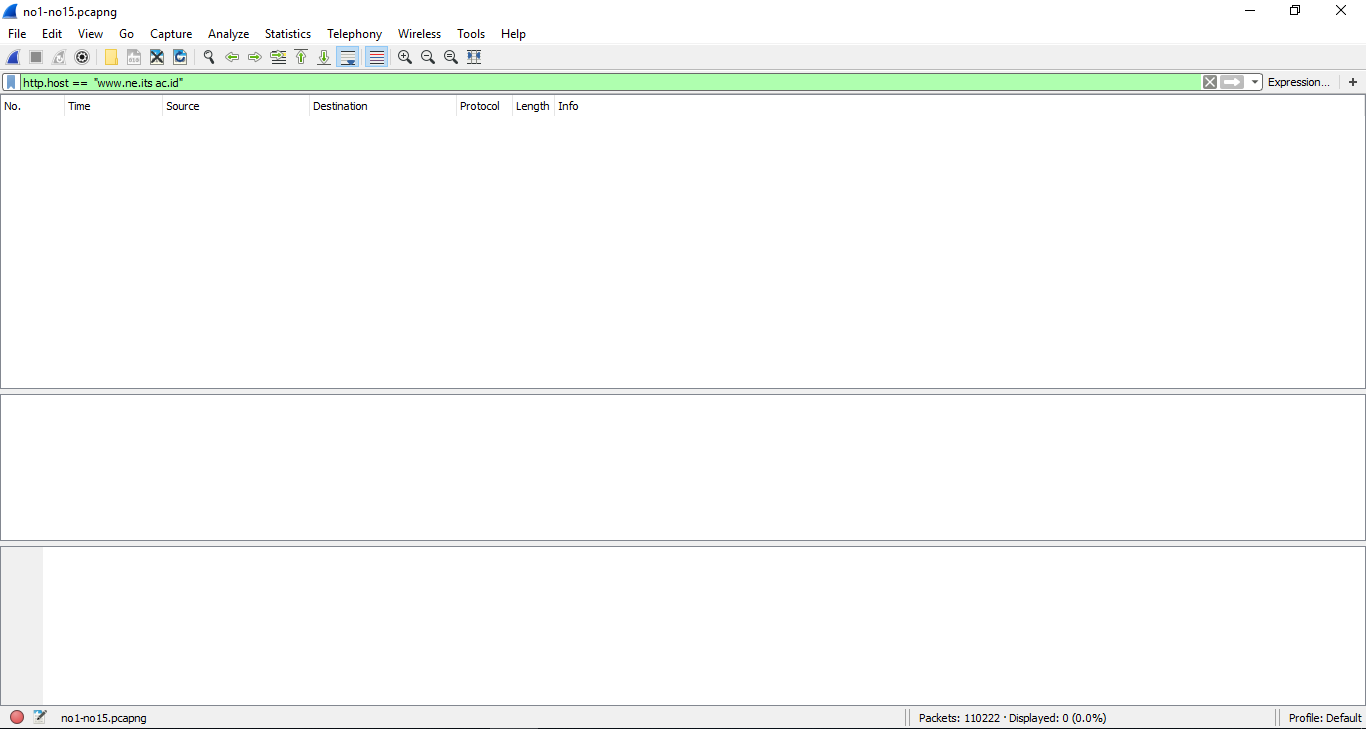 no1-no15.pcapng
File Edit View Go Capture Analyze Statistics Telephony Wireless Tools Help
http.host == "www.ne.its ac.id" Expression... +
No. Time Source Destination Protocol Length Info
no1-no15.pcapng Packets: 110222 · Displayed: 0 (0.0%) Profile: Default